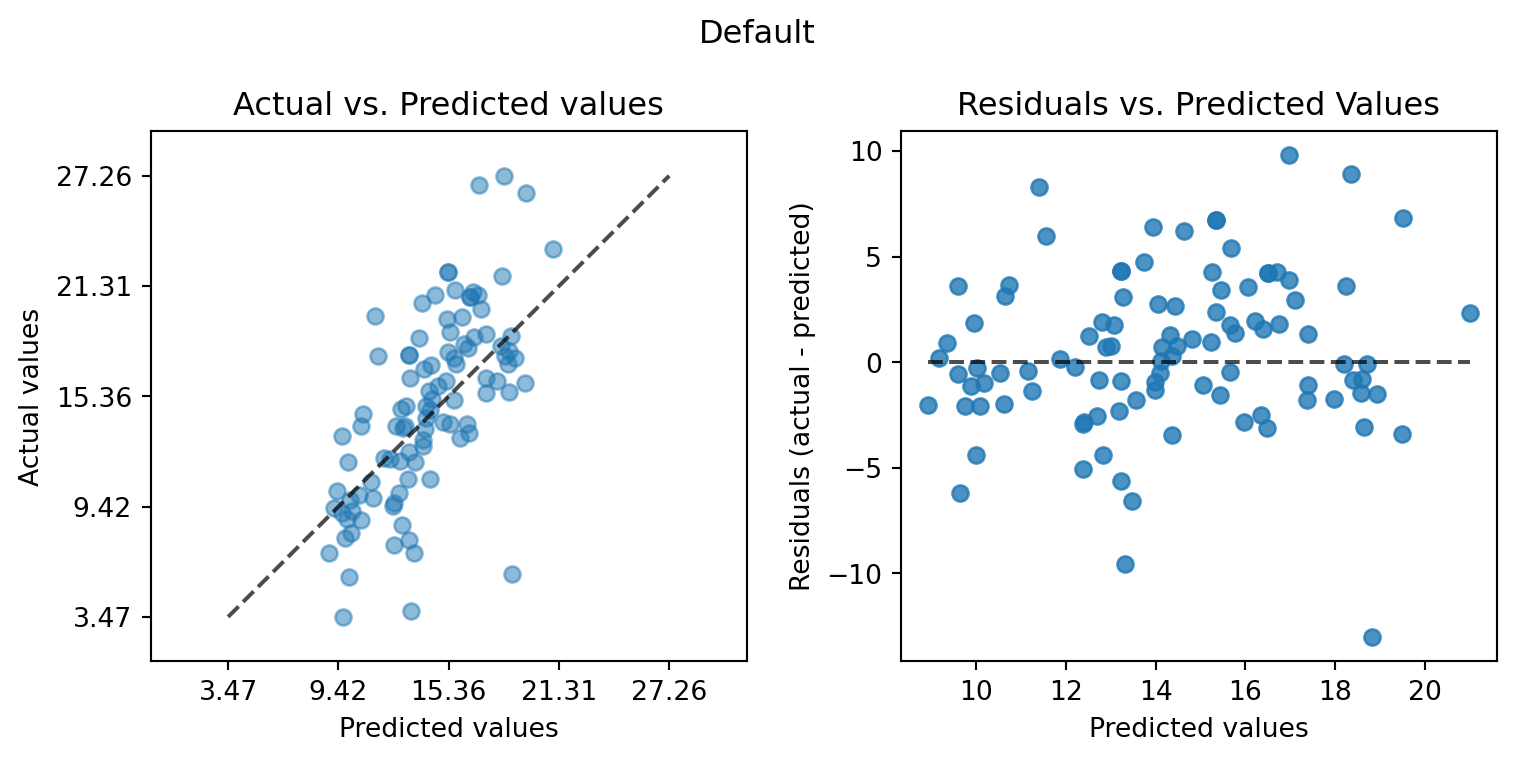 Default
Actual vs. Predicted values
Actual values
27.26
21.31
15.36
9.42
3.47
3.47 9.42 15.36 21.31 27.26
Predicted values
Residuals vs. Predicted Values
Residuals (actual - predicted)
10
5
0
−5
−10
10 12 14 16 18 20
Predicted values